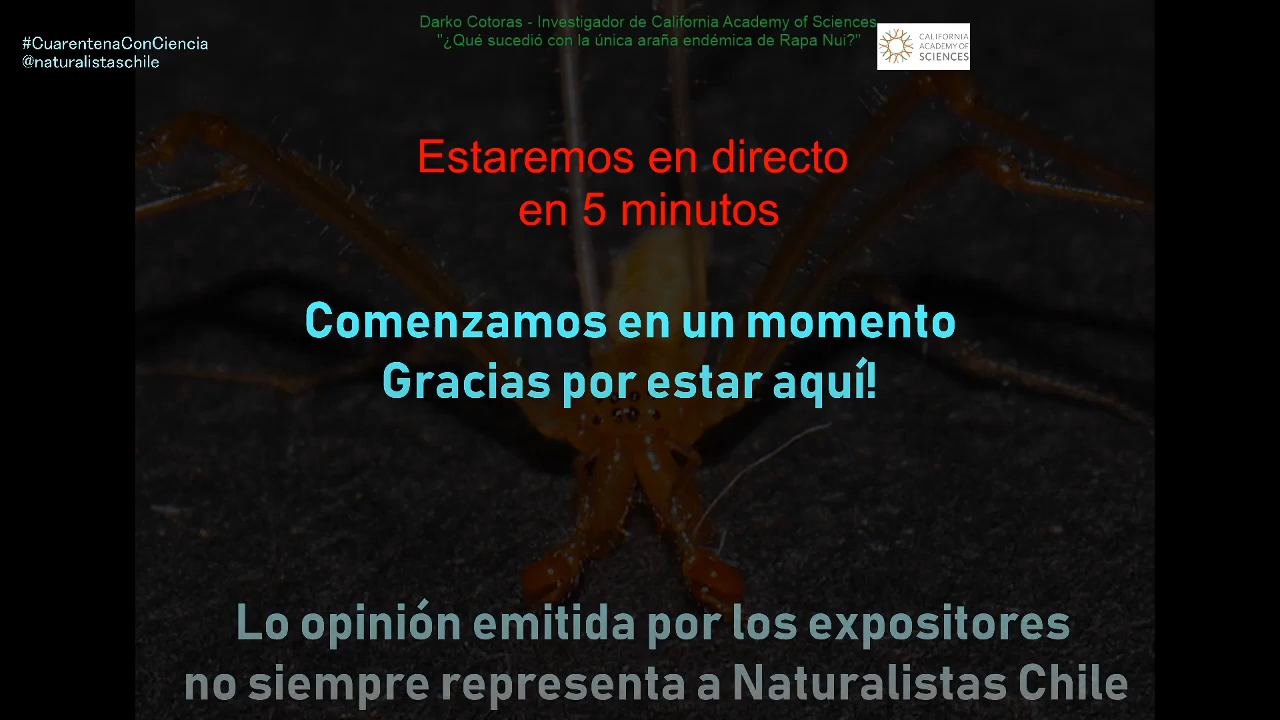 #CuarentenaConCiencia
@naturalistaschile
Darko Cotoras - Investigador de California Academy of Sciences
"¿Qué sucedió con la única araña endémica de Rapa Nui?"
CALIFORNIA
ACADEMY OF
SCIENCES
Estaremos en directo
en 5 minutos
Comenzamos en un momento
Gracias por estar aquí!
Lo opinión emitida por los expositores
no siempre representa a Naturalistas Chile